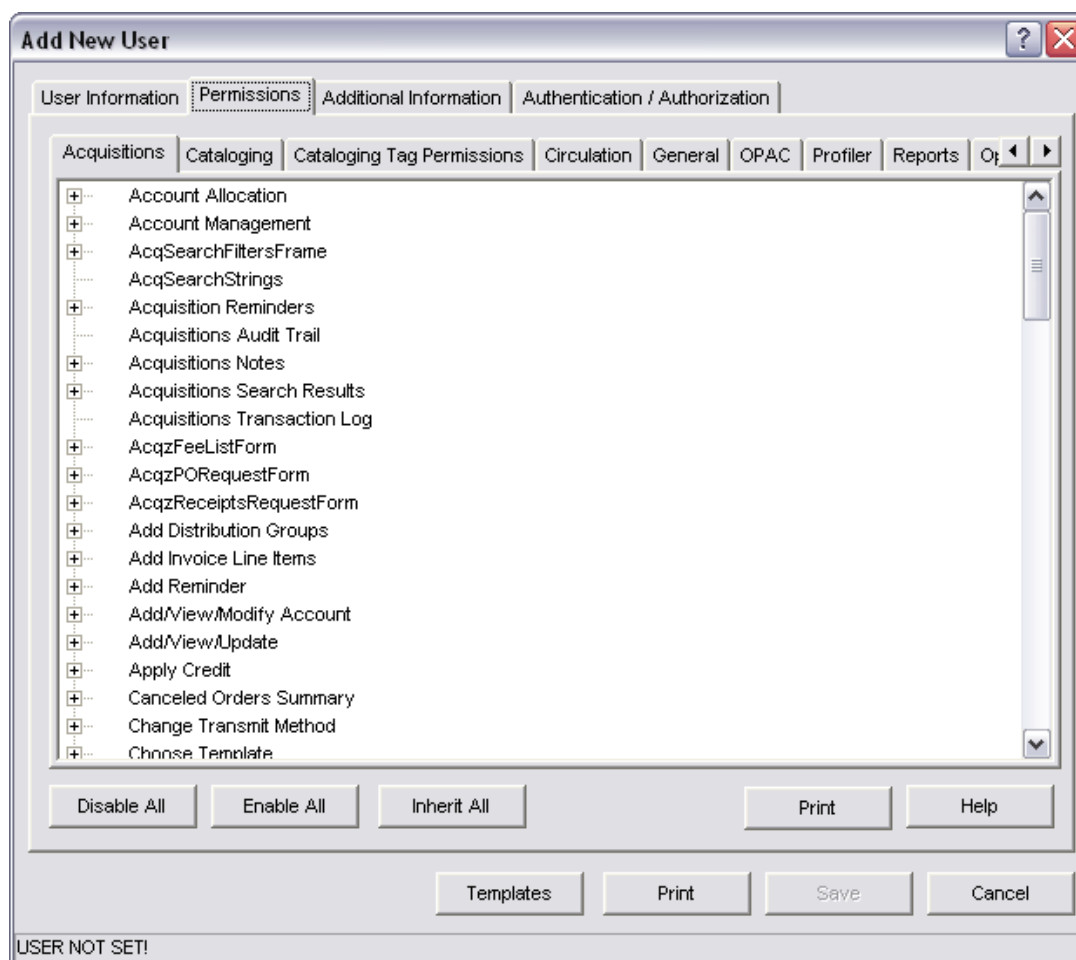 Add New User
?
User Information Permissions Additional Information Authentication / Authorization
Acquisitions Cataloging Cataloging Tag Permissions Circulation General OPAC Profiler Reports
Account Allocation
Account Management
AcqSearchFiltersFrame
AcqSearchStrings
Acquisition Reminders
Acquisitions Audit Trail
Acquisitions Notes
Acquisitions Search Results
Acquisitions Transaction Log
AcqzFeeListForm
AcqzPORequestForm
AcqzReceiptsRequestForm
Add Distribution Groups
Add Invoice Line Items
Add Reminder
Add/View/Modify Account
Add/View/Update
Apply Credit
Canceled Orders Summary
Change Transmit Method
Choose Template
Disable All Enable All Inherit All Print Help
Templates Print Save Cancel
USER NOT SET!